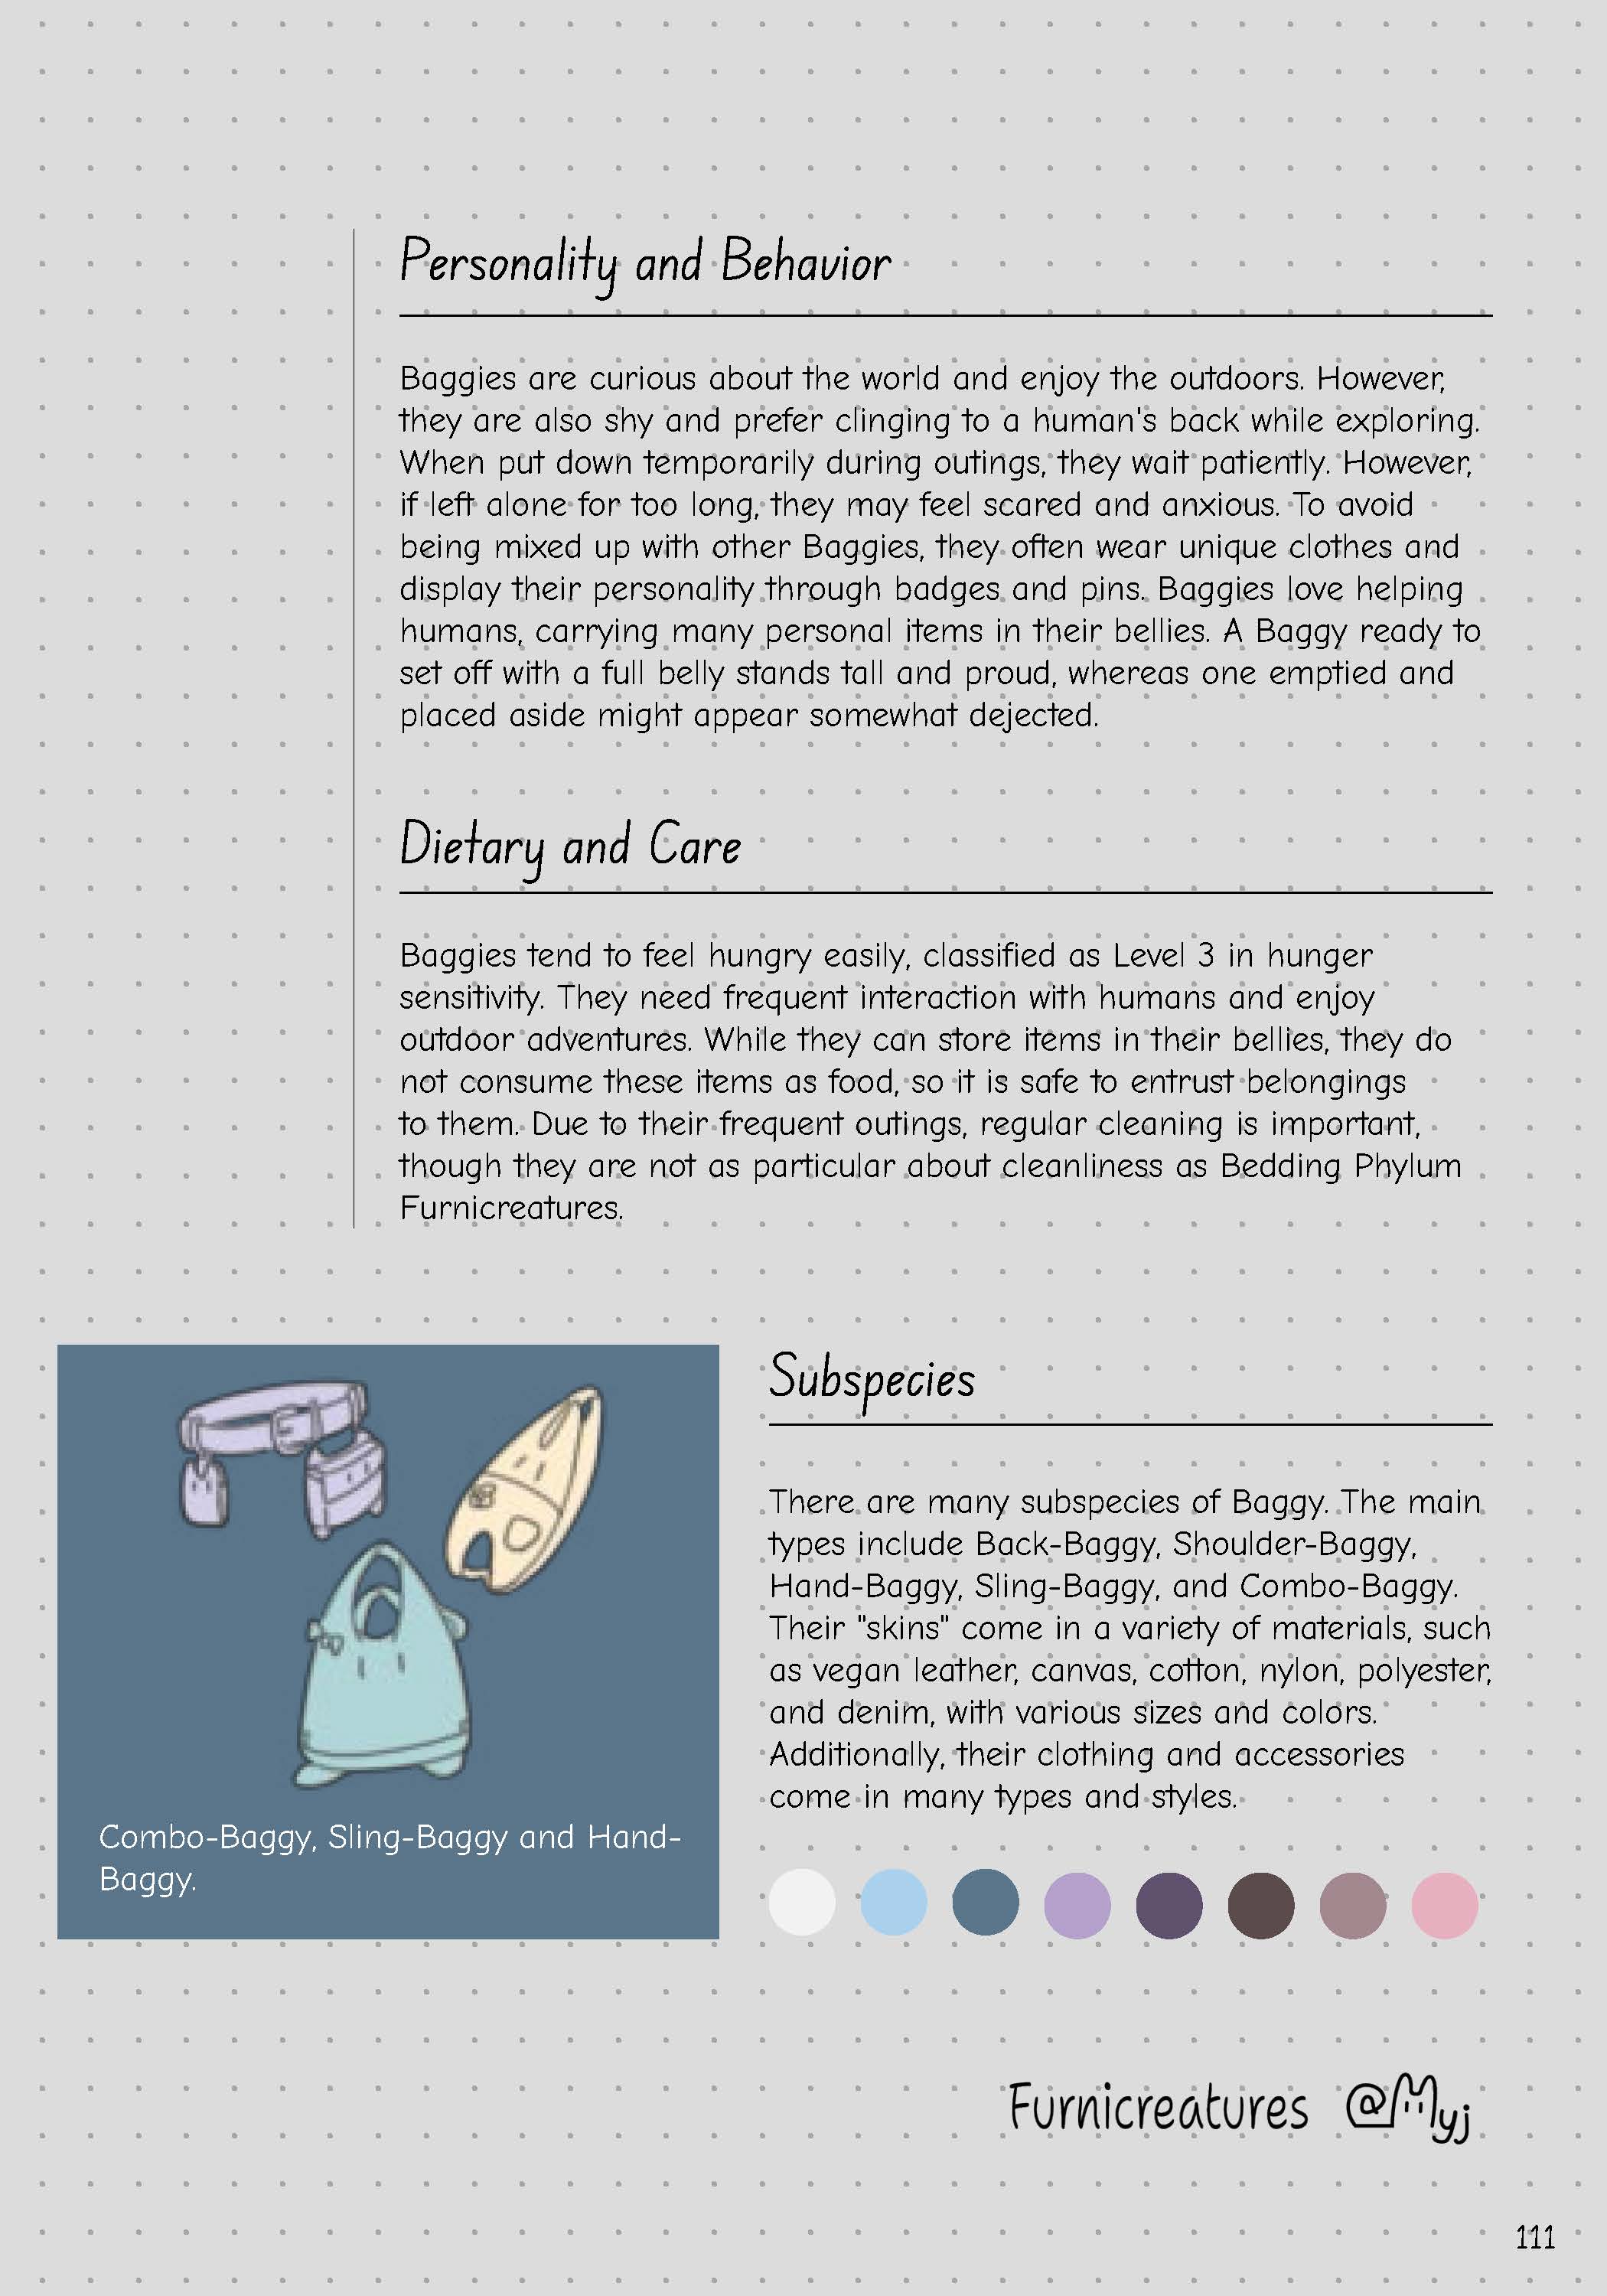 Personality and Behavior
Baggies are curious about the world and enjoy the outdoors. However,
they are also shy and prefer clinging to a human's back while exploring.
When put down temporarily during outings, they wait patiently. However,
if left alone for too long, they may feel scared and anxious. To avoid
being mixed up with other Baggies, they often wear unique clothes and
display their personality through badges and pins. Baggies love helping
humans, carrying many personal items in their bellies. A Baggy ready to
set off with a full belly stands tall and proud, whereas one emptied and
placed aside might appear somewhat dejected.
Dietary and Care
Baggies tend to feel hungry easily, classified as Level 3 in hunger
sensitivity. They need frequent interaction with humans and enjoy
outdoor adventures. While they can store items in their bellies, they do
not consume these items as food, so it is safe to entrust belongings
to them. Due to their frequent outings, regular cleaning is important,
though they are not as particular about cleanliness as Bedding Phylum
Furnicreatures.
Combo-Baggy, Sling-Baggy and Hand-
Baggy.
Subspecies
There are many subspecies of Baggy. The main
types include Back-Baggy, Shoulder-Baggy,
Hand-Baggy, Sling-Baggy, and Combo-Baggy.
Their "skins" come in a variety of materials, such
as vegan leather, canvas, cotton, nylon, polyester,
and denim, with various sizes and colors.
Additionally, their clothing and accessories
come in many types and styles.
Furnicreatures @Myj
111